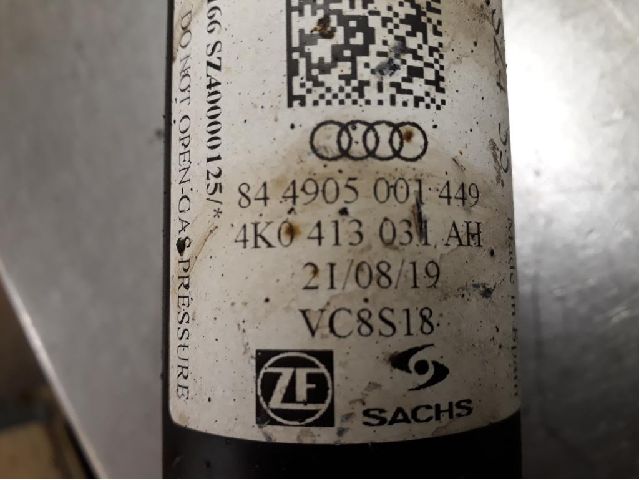 84 4905 001 449
4K0 413 031 AH
21/08/19
VC8S18
ZF
SACHS
DO NOT OPEN-GAS PRESSURE
SZ40000125/*